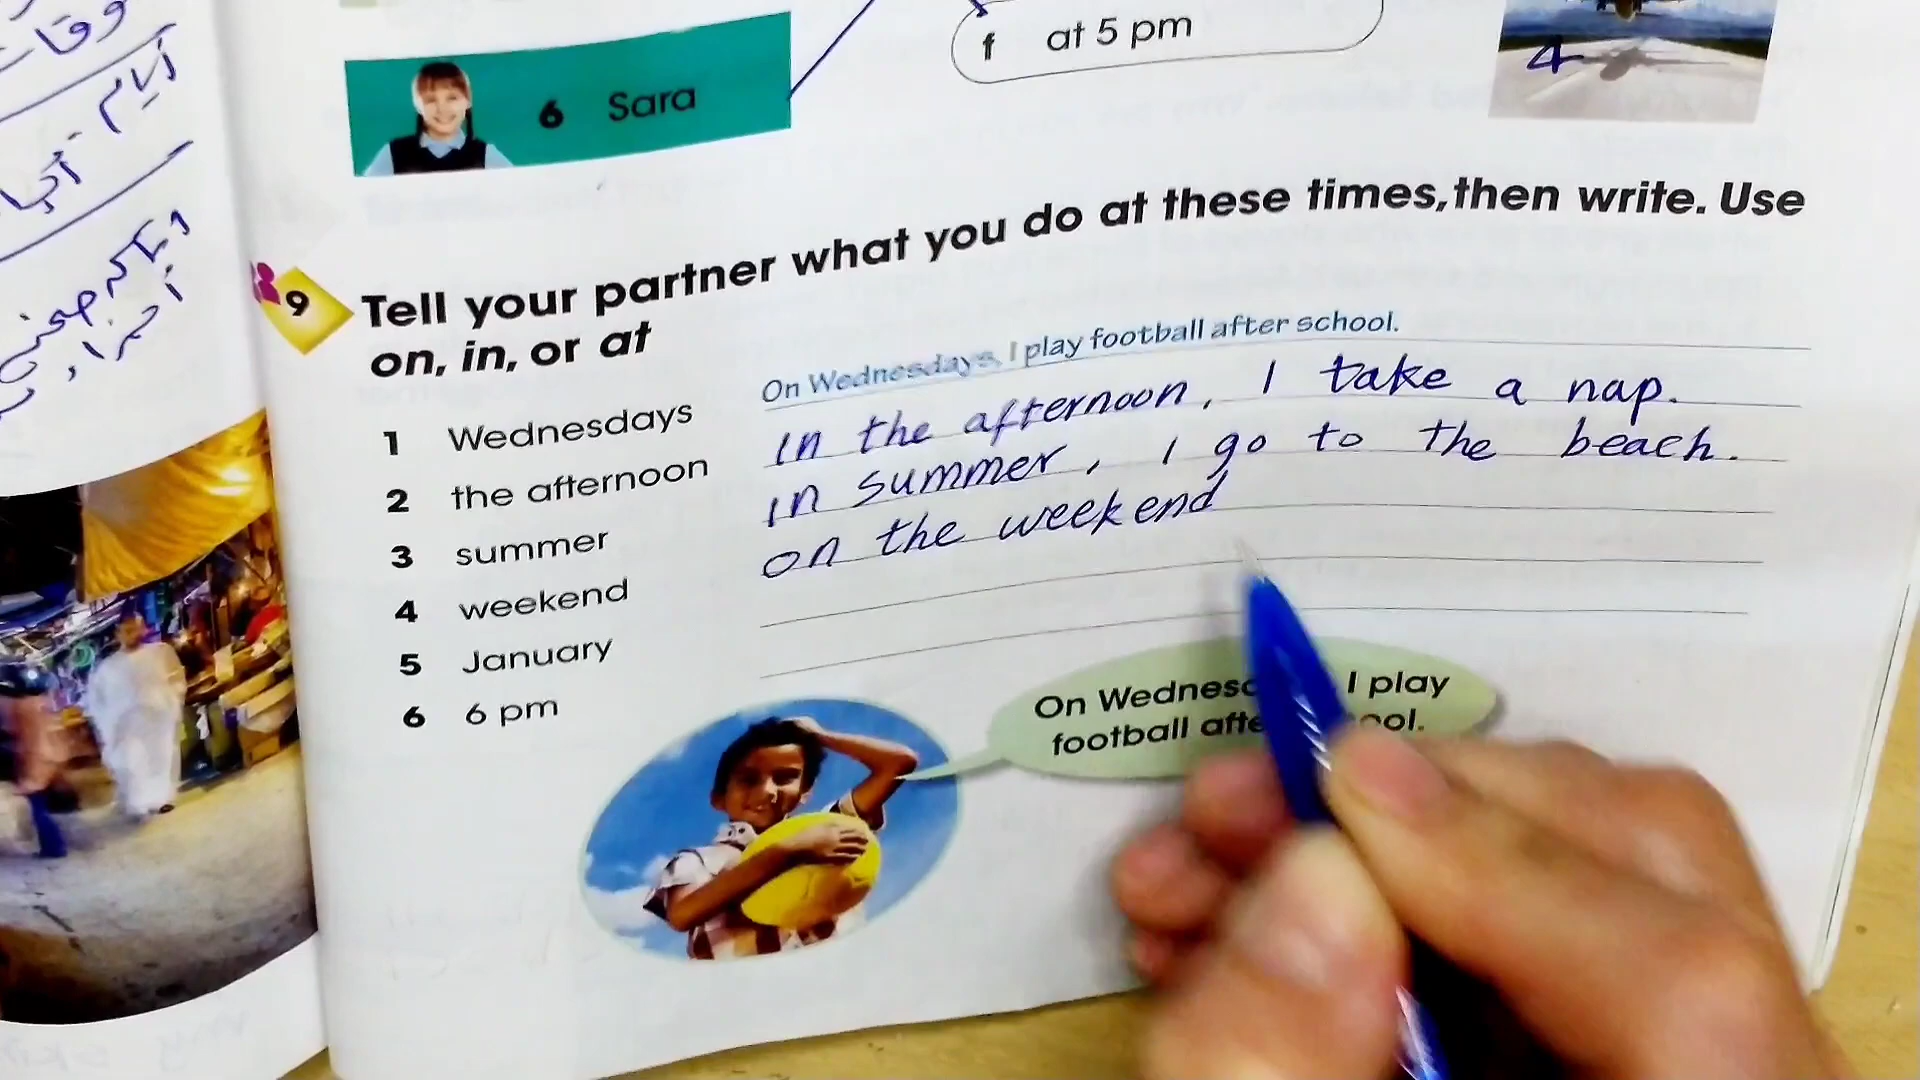 f at 5 pm
4
6 Sara
9 Tell your partner what you do at these times, then write. Use
on, in, or at
On Wednesdays, I play football after school.
1 Wednesdays
In the afternoon, I take a nap.
2 the afternoon
In summer, I go to the beach.
3 summer
on the weekend
4 weekend
5 January
6 6 pm
On I play
football